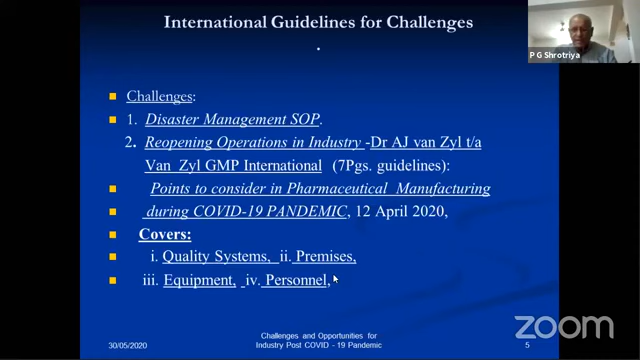 International Guidelines for Challenges
.
P G Shrotriya
Challenges:
1. Disaster Management SOP.
2. Reopening Operations in Industry -Dr AJ van Zyl t/a
Van Zyl GMP International (7Pgs. guidelines):
Points to consider in Pharmaceutical Manufacturing
during COVID-19 PANDEMIC, 12 April 2020,
Covers:
i. Quality Systems, ii. Premises,
iii. Equipment, iv. Personnel,
30/05/2020
Challenges and Opportunities for
Industry Post COVID - 19 Pandemic
5
zoom